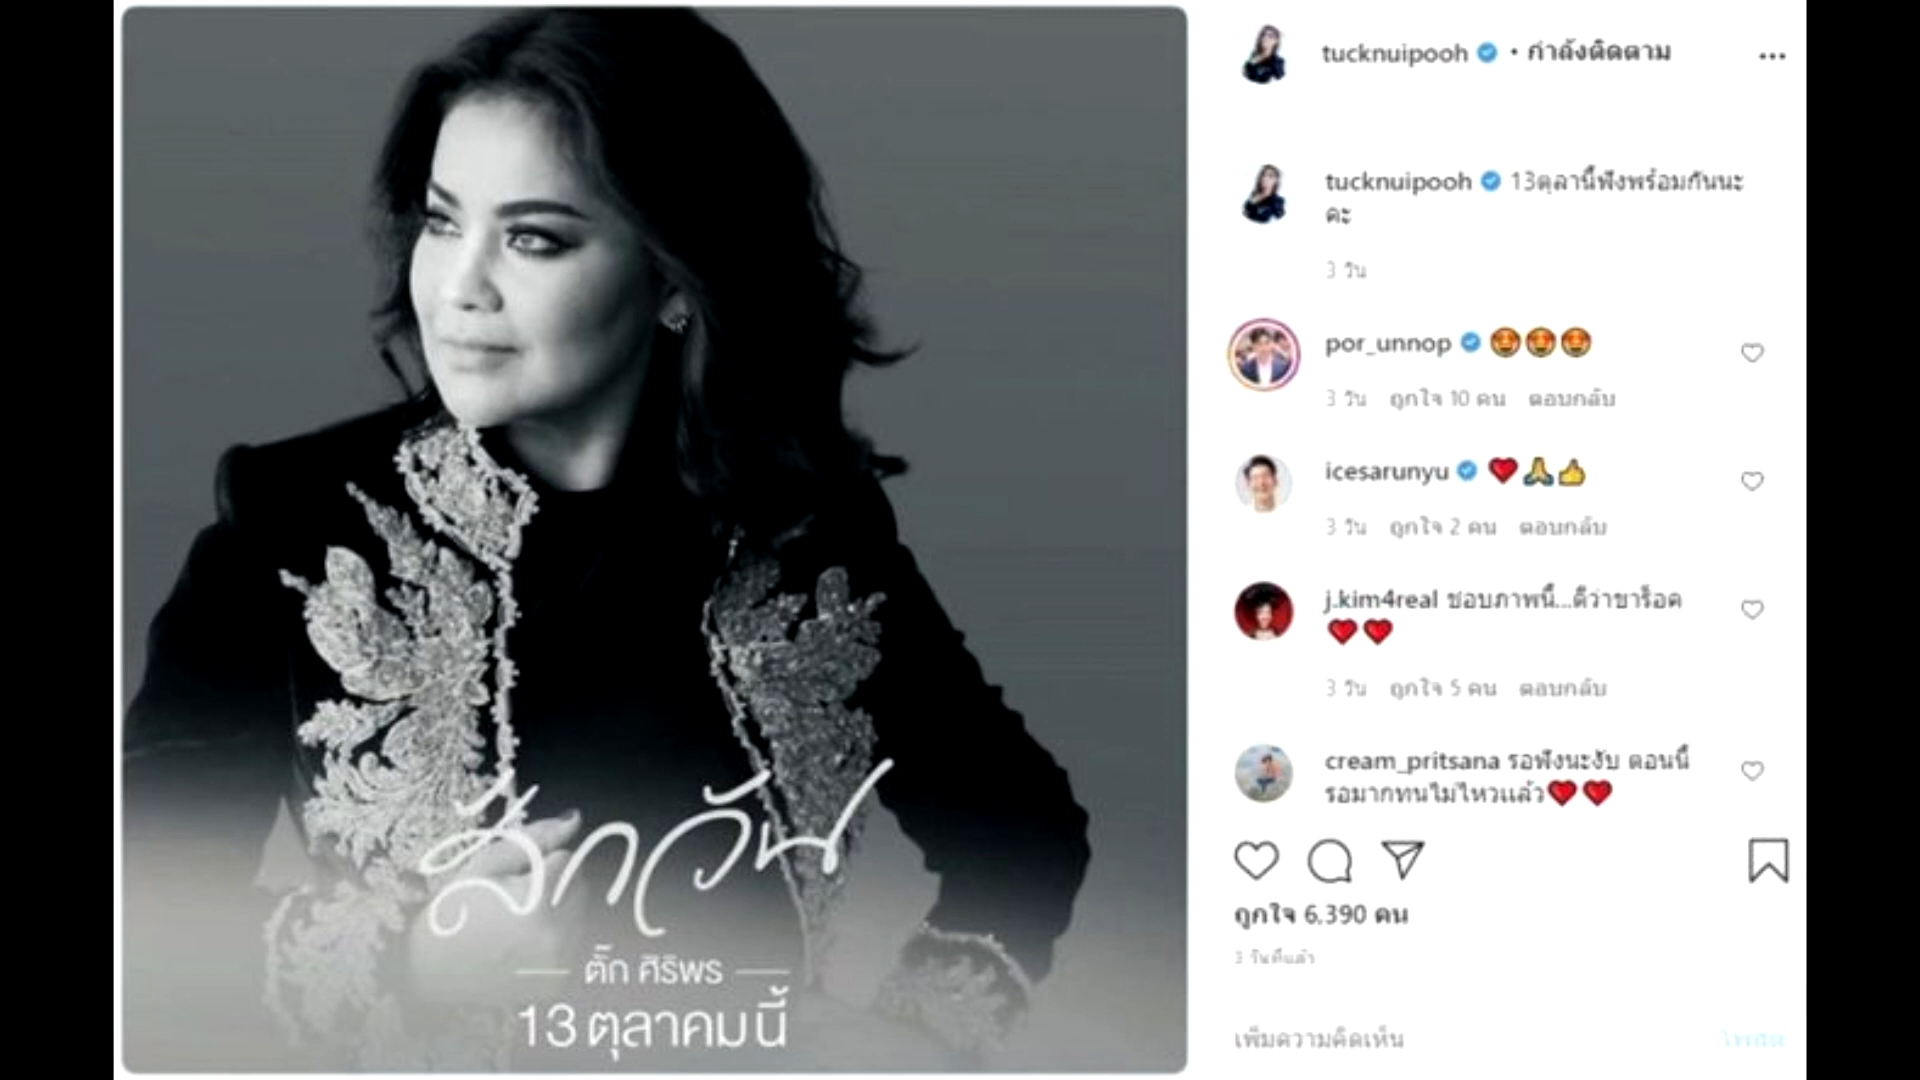 สักวัน
ตั๊ก ศิริพร
13 ตุลาคมนี้
tucknuipooh • กำลังติดตาม
tucknuipooh 13ตุลานี้ฟังพร้อมกันนะ
คะ
3 วัน
por_unnop 🤩🤩🤩
3 วัน ถูกใจ 10 คน ตอบกลับ
icesarunyu ❤️🙏👍
3 วัน ถูกใจ 2 คน ตอบกลับ
j.kim4real ชอบภาพนี้...ดีว่าขาร็อค
❤️❤️
3 วัน ถูกใจ 5 คน ตอบกลับ
cream_pritsana รอฟังนะงับ ตอนนี้
รอมากทนไม่ไหวแล้ว❤️❤️
ถูกใจ 6,390 คน
3 วันที่แล้ว
เพิ่มความคิดเห็น
โพสต์